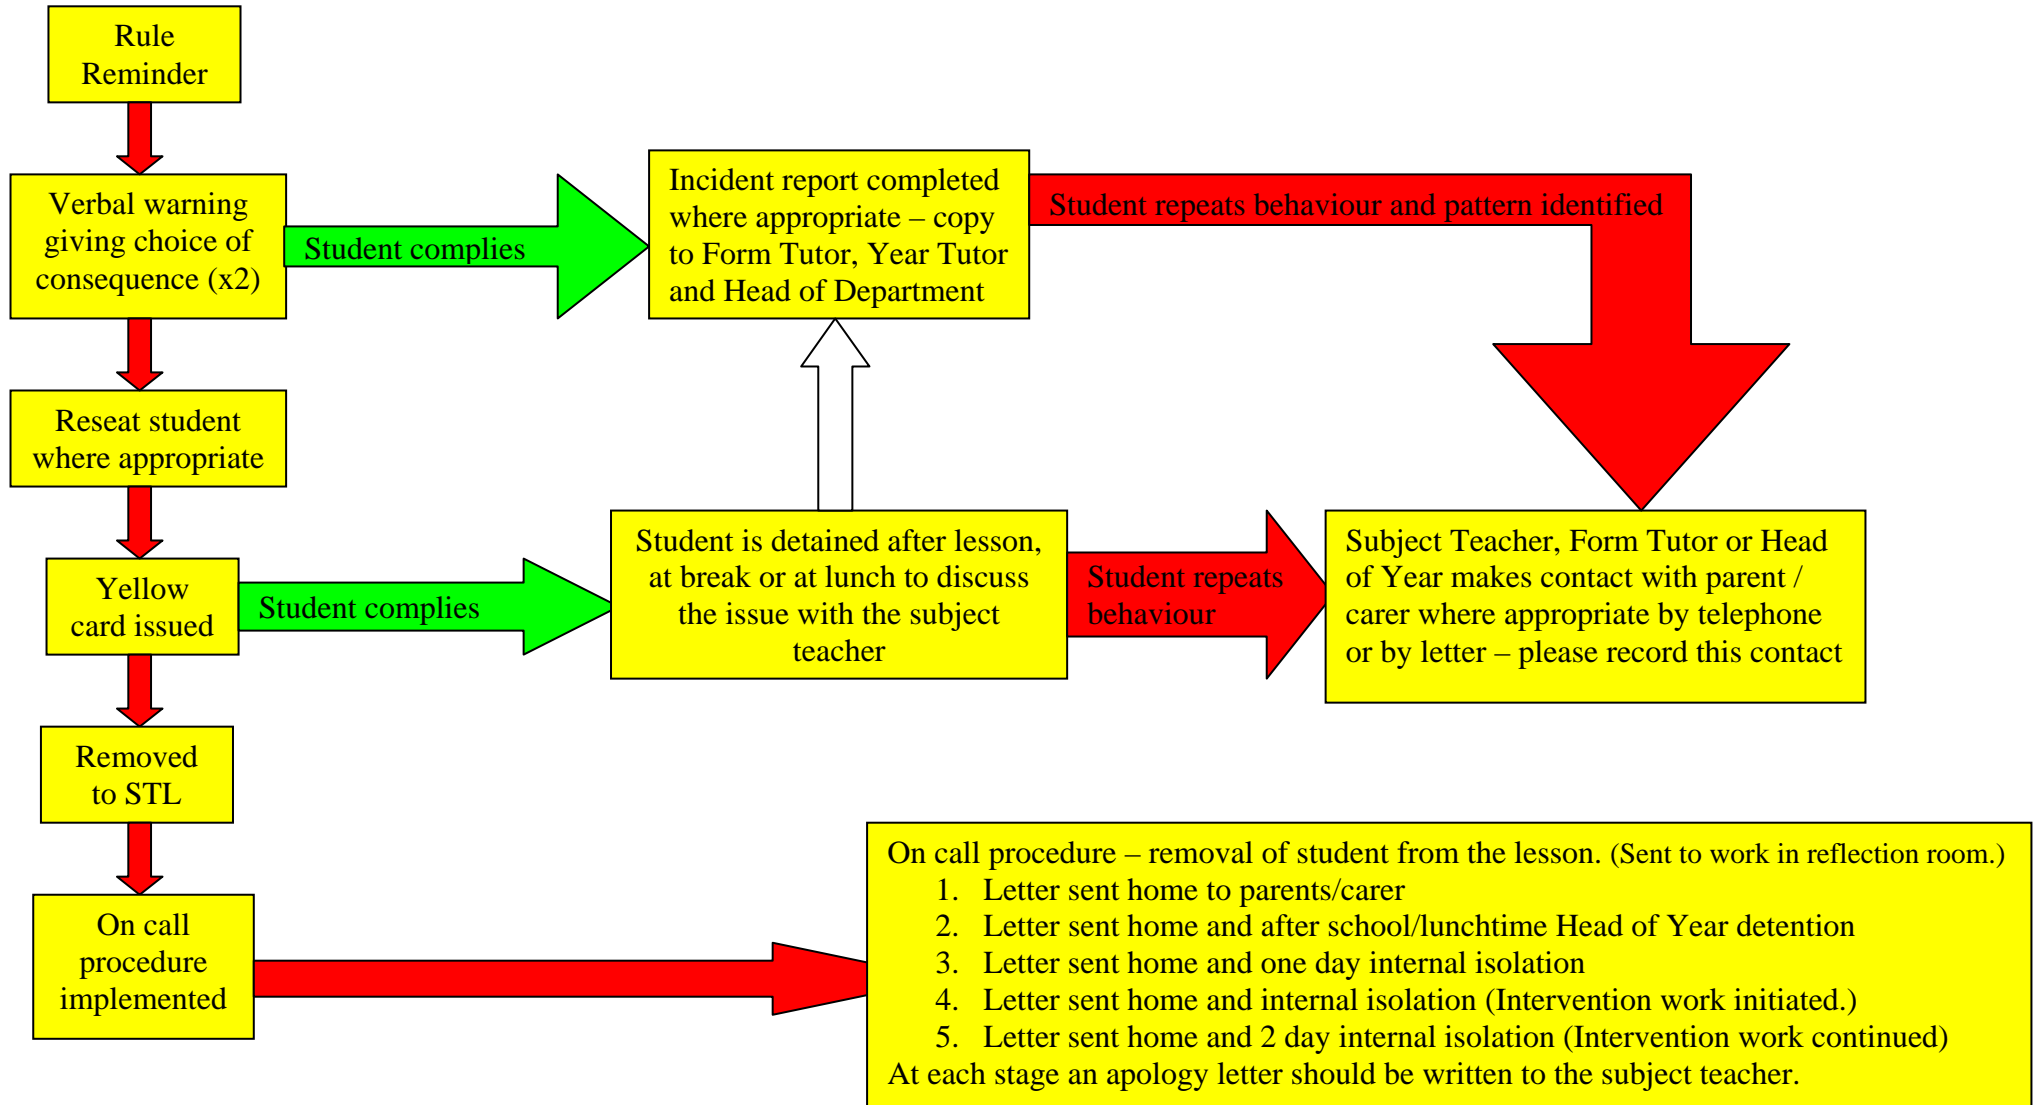 Rule
Reminder
Verbal warning
giving choice of
consequence (x2)
Student complies
Incident report completed
where appropriate – copy
to Form Tutor, Year Tutor
and Head of Department
Student repeats behaviour and pattern identified
Reseat student
where appropriate
Yellow
card issued
Student complies
Student is detained after lesson,
at break or at lunch to discuss
the issue with the subject
teacher
Student repeats
behaviour
Subject Teacher, Form Tutor or Head
of Year makes contact with parent /
carer where appropriate by telephone
or by letter – please record this contact
Removed
to STL
On call
procedure
implemented
On call procedure – removal of student from the lesson. (Sent to work in reflection room.)
1. Letter sent home to parents/carer
2. Letter sent home and after school/lunchtime Head of Year detention
3. Letter sent home and one day internal isolation
4. Letter sent home and internal isolation (Intervention work initiated.)
5. Letter sent home and 2 day internal isolation (Intervention work continued)
At each stage an apology letter should be written to the subject teacher.